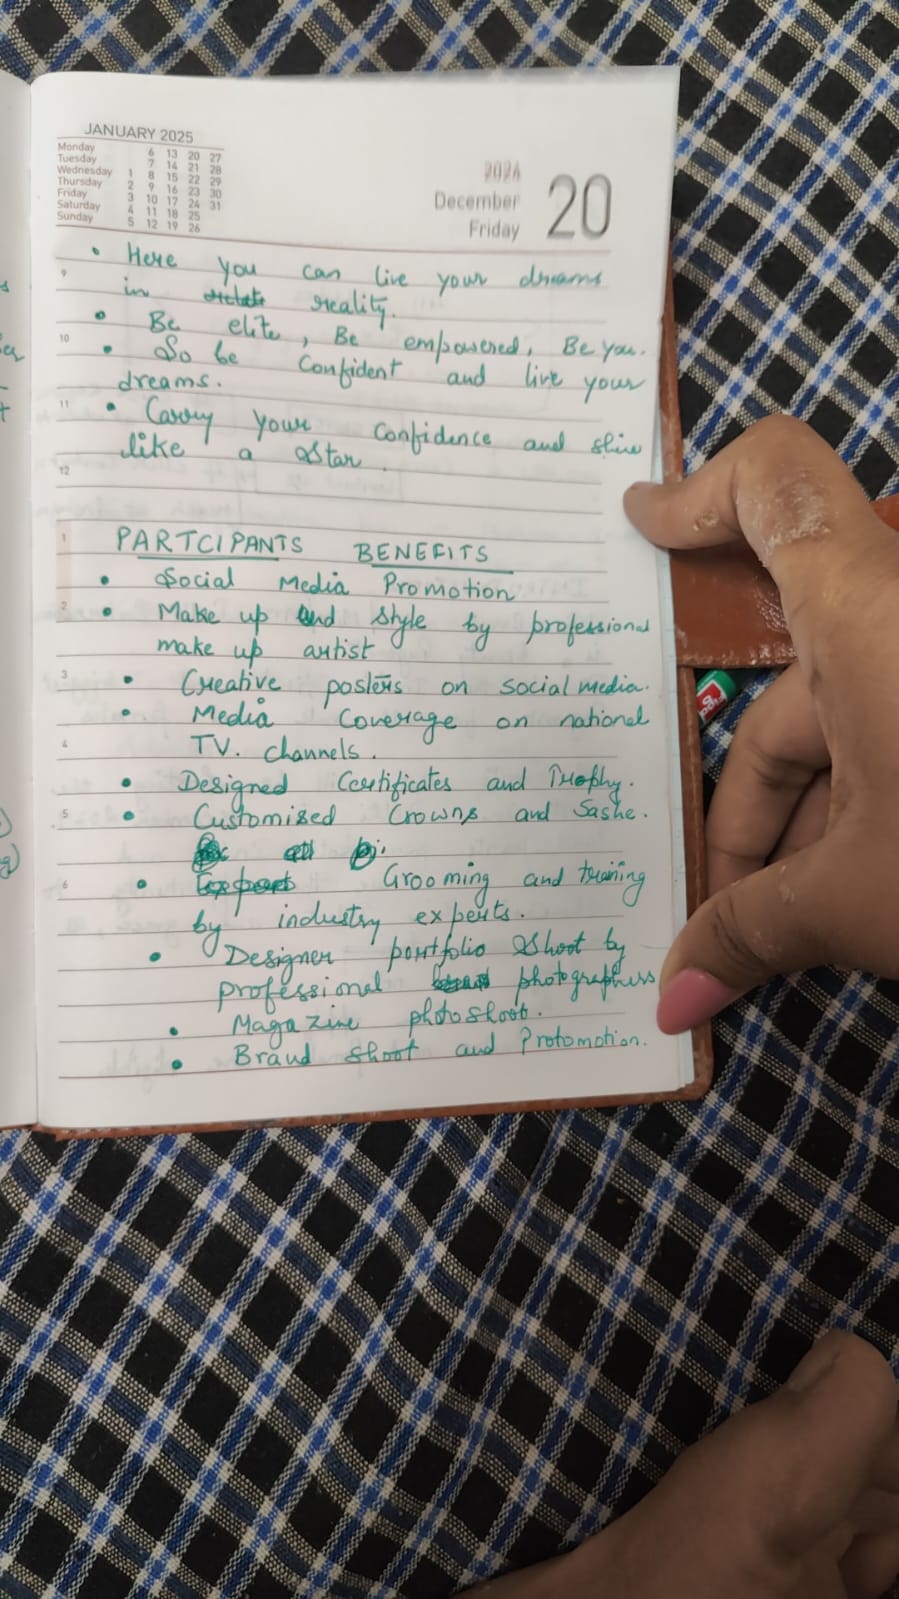 JANUARY 2025
Monday 6 13 20 27
Tuesday 7 14 21 28
Wednesday 1 8 15 22 29
Thursday 2 9 16 23 30
Friday 3 10 17 24 31
Saturday 4 11 18 25
Sunday 5 12 19 26
2024
December
Friday
20
• Here you can live your dreams
9
in reality.
• Be elite, Be empowered, Be you.
10
• So be Confident and live your
dreams.
11
• Carry your confidence and shine
like a Star.
12
1
PARTCIPANTS BENEFITS
• Social Media Promotion
2
• Make up and style by professional
make up artist
3
• Creative posters on social media.
• Media Coverage on national
4
TV. channels.
• Designed Certificates and Trophy.
5
• Customised Crowns and Sashe.
6
• Grooming and training
by industry experts.
• Designer portfolio Shoot by
professional photographers
• Magazine photoshoot.
• Brand shoot and Protomotion.